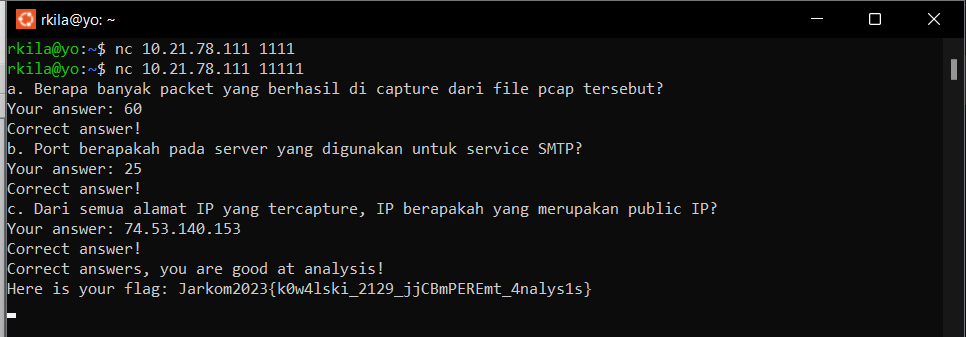 rkila@yo: ~
rkila@yo:~$ nc 10.21.78.111 1111
rkila@yo:~$ nc 10.21.78.111 11111
a. Berapa banyak packet yang berhasil di capture dari file pcap tersebut?
Your answer: 60
Correct answer!
b. Port berapakah pada server yang digunakan untuk service SMTP?
Your answer: 25
Correct answer!
c. Dari semua alamat IP yang tercapture, IP berapakah yang merupakan public IP?
Your answer: 74.53.140.153
Correct answer!
Correct answers, you are good at analysis!
Here is your flag: Jarkom2023{k0w4lski_2129_jjCBmPEREmt_4nalys1s}